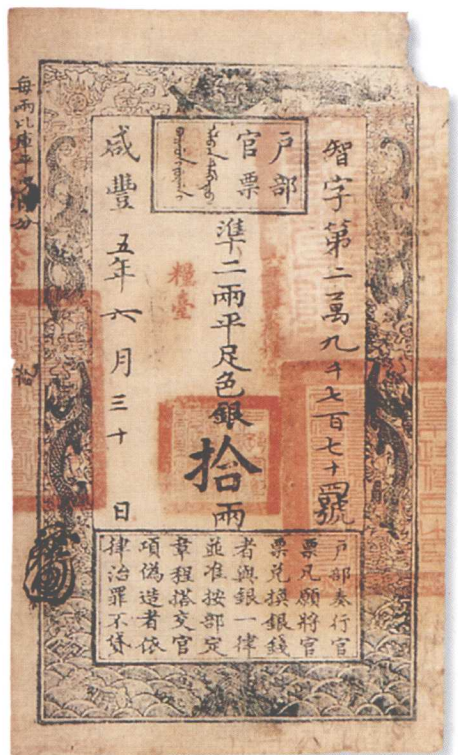 戶部
官票
智字第二萬九千七百七十四號
準二兩平足色銀拾兩
糧臺
咸豐五年六月三十日
戶部奏行官
票凡願將官
票兌換銀錢
者與銀一律
並准按部定
章程搭交官
項偽造者依
律治罪不貸
每兩比庫平